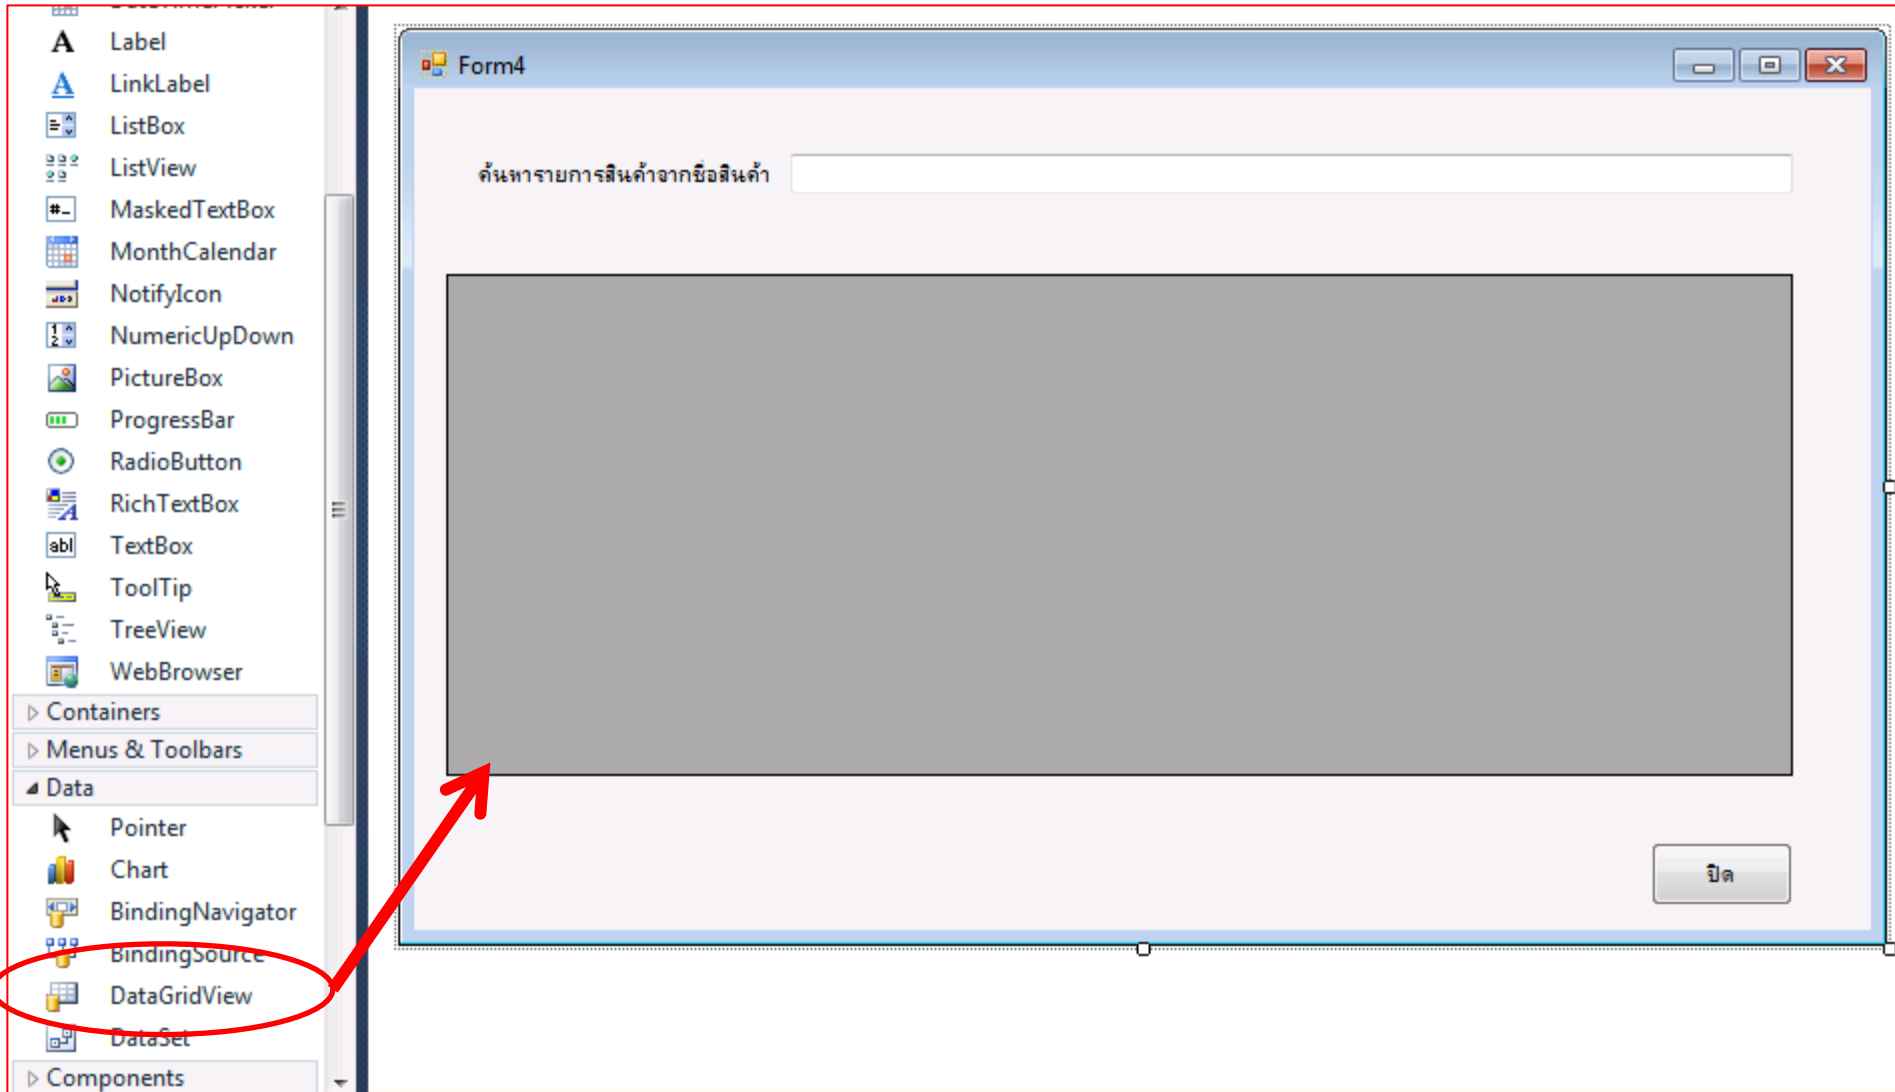 Label
LinkLabel
ListBox
ListView
MaskedTextBox
MonthCalendar
NotifyIcon
NumericUpDown
PictureBox
ProgressBar
RadioButton
RichTextBox
TextBox
ToolTip
TreeView
WebBrowser
Containers
Menus & Toolbars
Data
Pointer
Chart
BindingNavigator
BindingSource
DataGridView
DataSet
Components
Form4
ค้นหารายการสินค้าจากชื่อสินค้า
ปิด